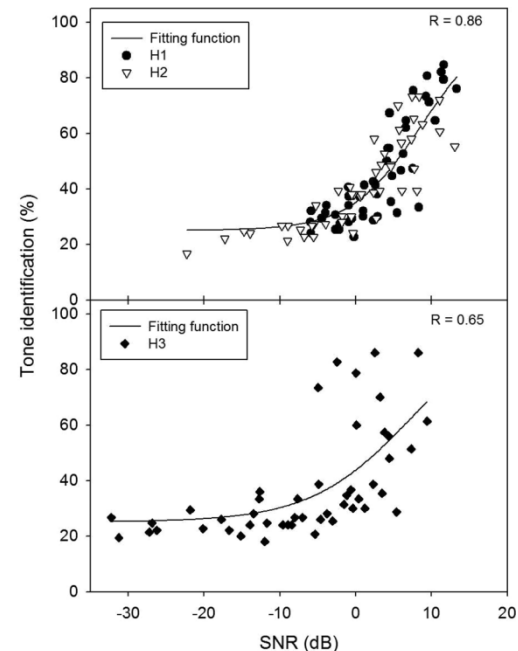 100
R = 0.86
Fitting function
H1
H2
80
60
40
20
0
Tone identification (%)
100
R = 0.65
Fitting function
H3
80
60
40
20
0
-30 -20 -10 0 10 20
SNR (dB)